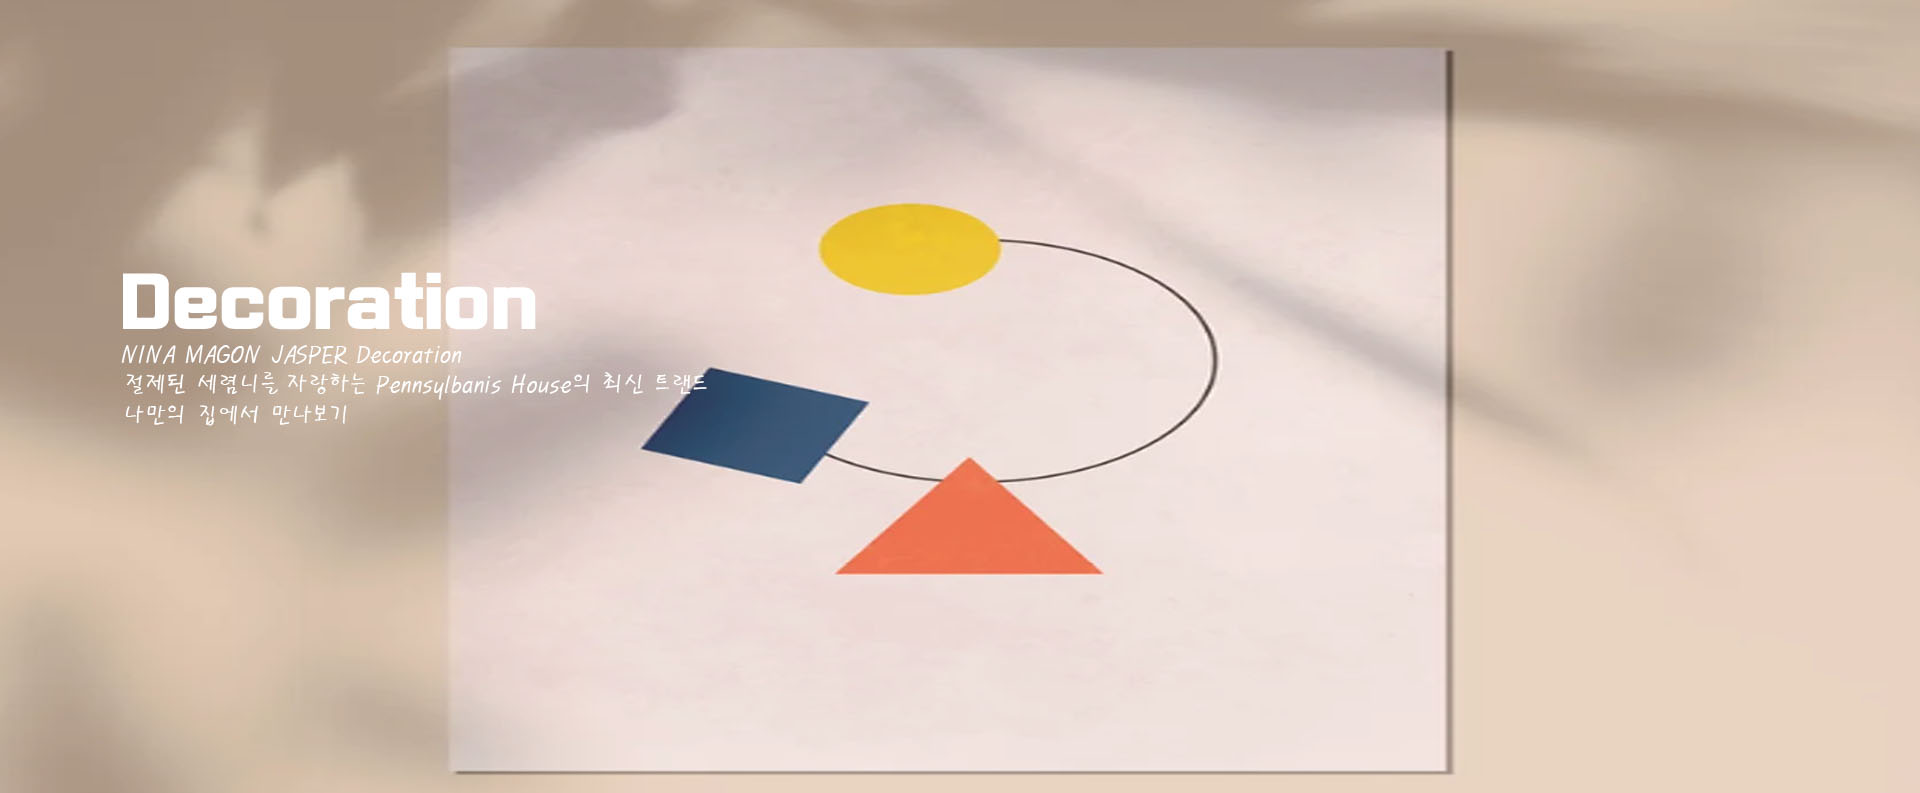 Decoration
NINA MAGON JASPER Decoration
절제된 세렴니를 자랑하는 Pennsylbanis House의 최신 트랜드
나만의 집에서 만나보기